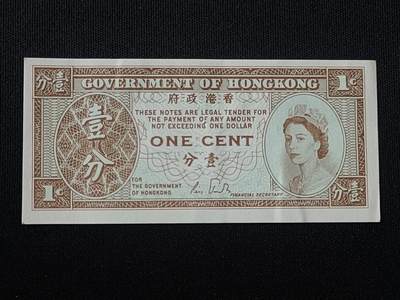 分壹 GOVERNMENT OF HONGKONG 1c
府政港香
THESE NOTES ARE LEGAL TENDER FOR
THE PAYMENT OF ANY AMOUNT
NOT EXCEEDING ONE DOLLAR
壹分
ONE CENT
分壹
FOR
THE GOVERNMENT
OF HONGKONG
FINANCIAL SECRETARY
1c
分壹